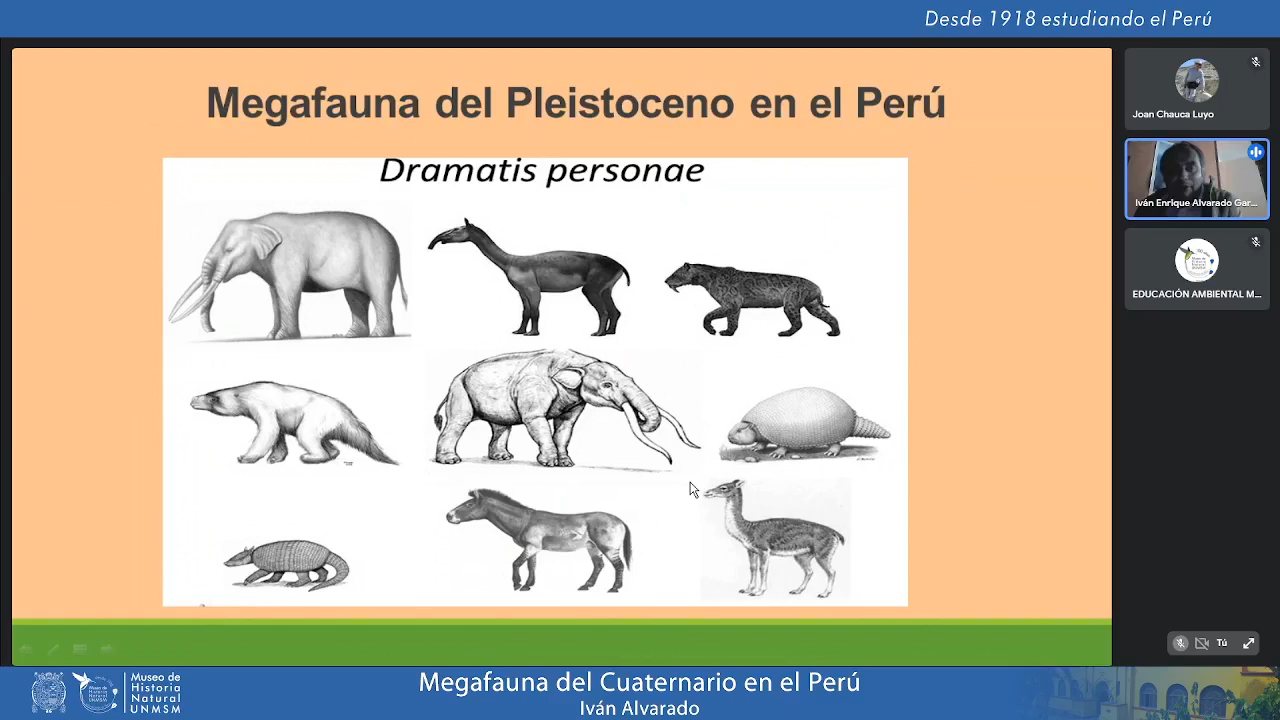 Desde 1918 estudiando el Perú
Megafauna del Pleistoceno en el Perú
Dramatis personae
Joan Chauca Luyo
Iván Enrique Alvarado Gar...
EDUCACIÓN AMBIENTAL M...
Tú
Museo de
Historia
Natural
UNMSM
Megafauna del Cuaternario en el Perú
Iván Alvarado